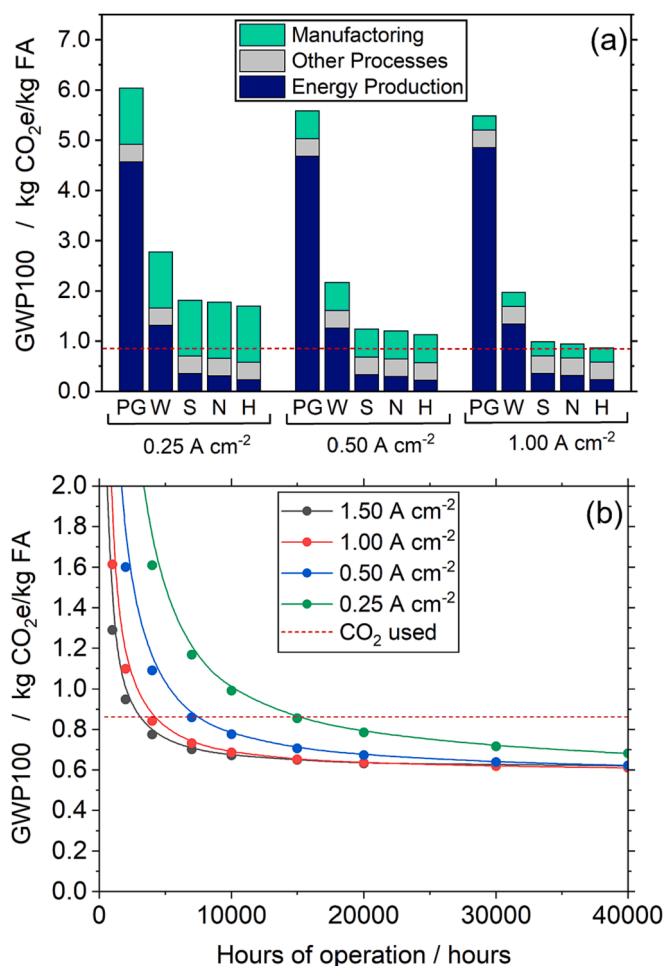 (a)
Manufactoring
Other Processes
Energy Production
7.0
6.0
5.0
4.0
3.0
2.0
1.0
0.0
GWP100 / kg CO₂e/kg FA
PG W S N H PG W S N H PG W S N H
0.25 A cm⁻² 0.50 A cm⁻² 1.00 A cm⁻²
(b)
1.50 A cm⁻²
1.00 A cm⁻²
0.50 A cm⁻²
0.25 A cm⁻²
CO₂ used
2.0
1.8
1.6
1.4
1.2
1.0
0.8
0.6
0.4
0.2
0.0
GWP100 / kg CO₂e/kg FA
0 10000 20000 30000 40000
Hours of operation / hours